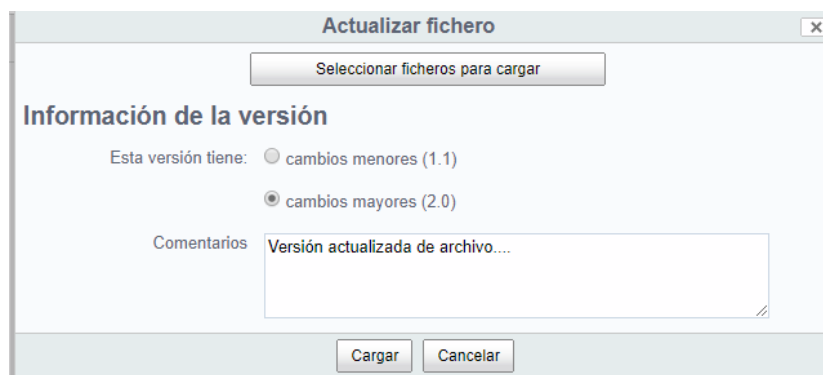 Actualizar fichero
Seleccionar ficheros para cargar
Información de la versión
Esta versión tiene: cambios menores (1.1)
cambios mayores (2.0)
Comentarios Versión actualizada de archivo....
Cargar Cancelar